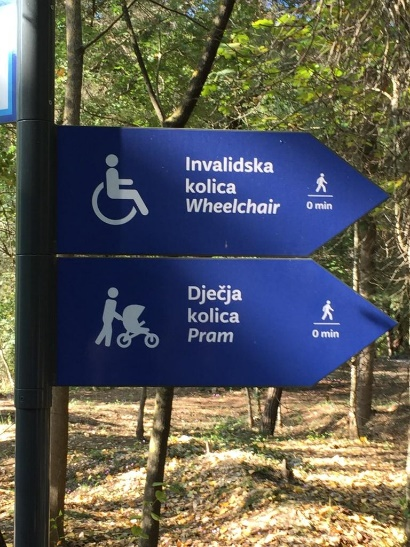 Invalidska
kolica
Wheelchair
0 min
Dječja
kolica
Pram
0 min